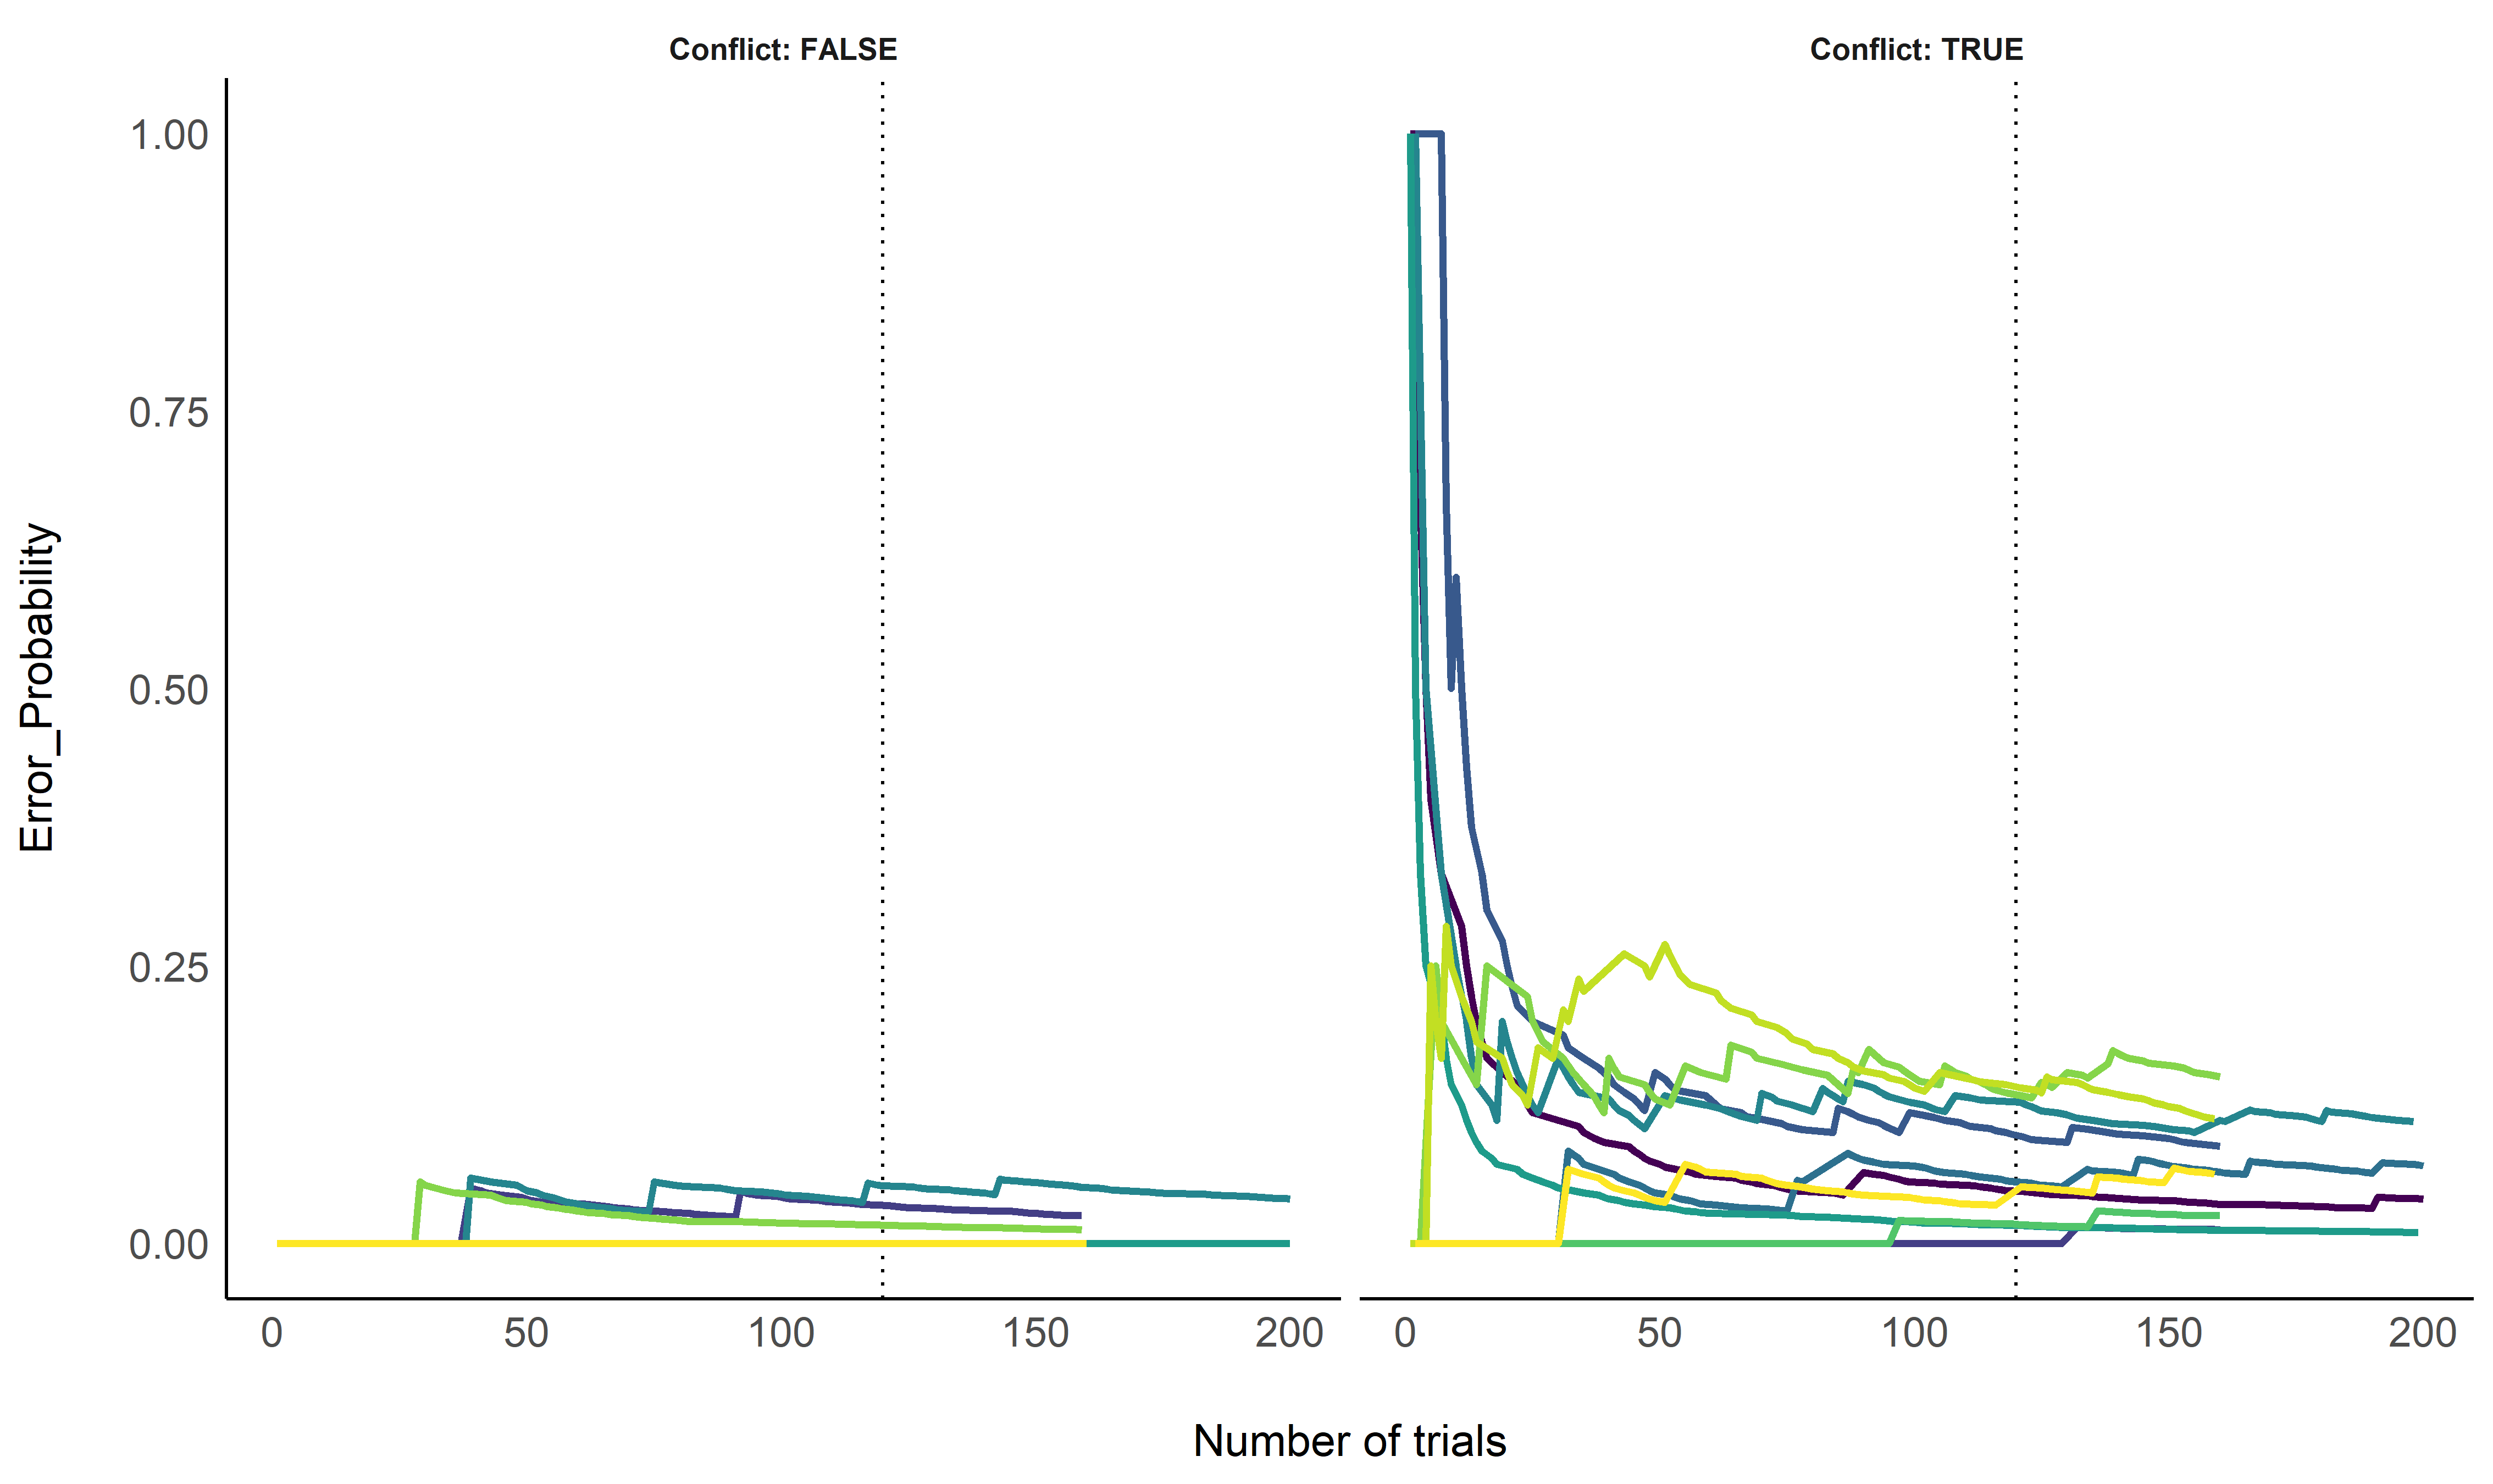 Conflict: FALSE
Conflict: TRUE
1.00
0.75
0.50
0.25
0.00
Error_Probability
0 50 100 150 200
0 50 100 150 200
Number of trials